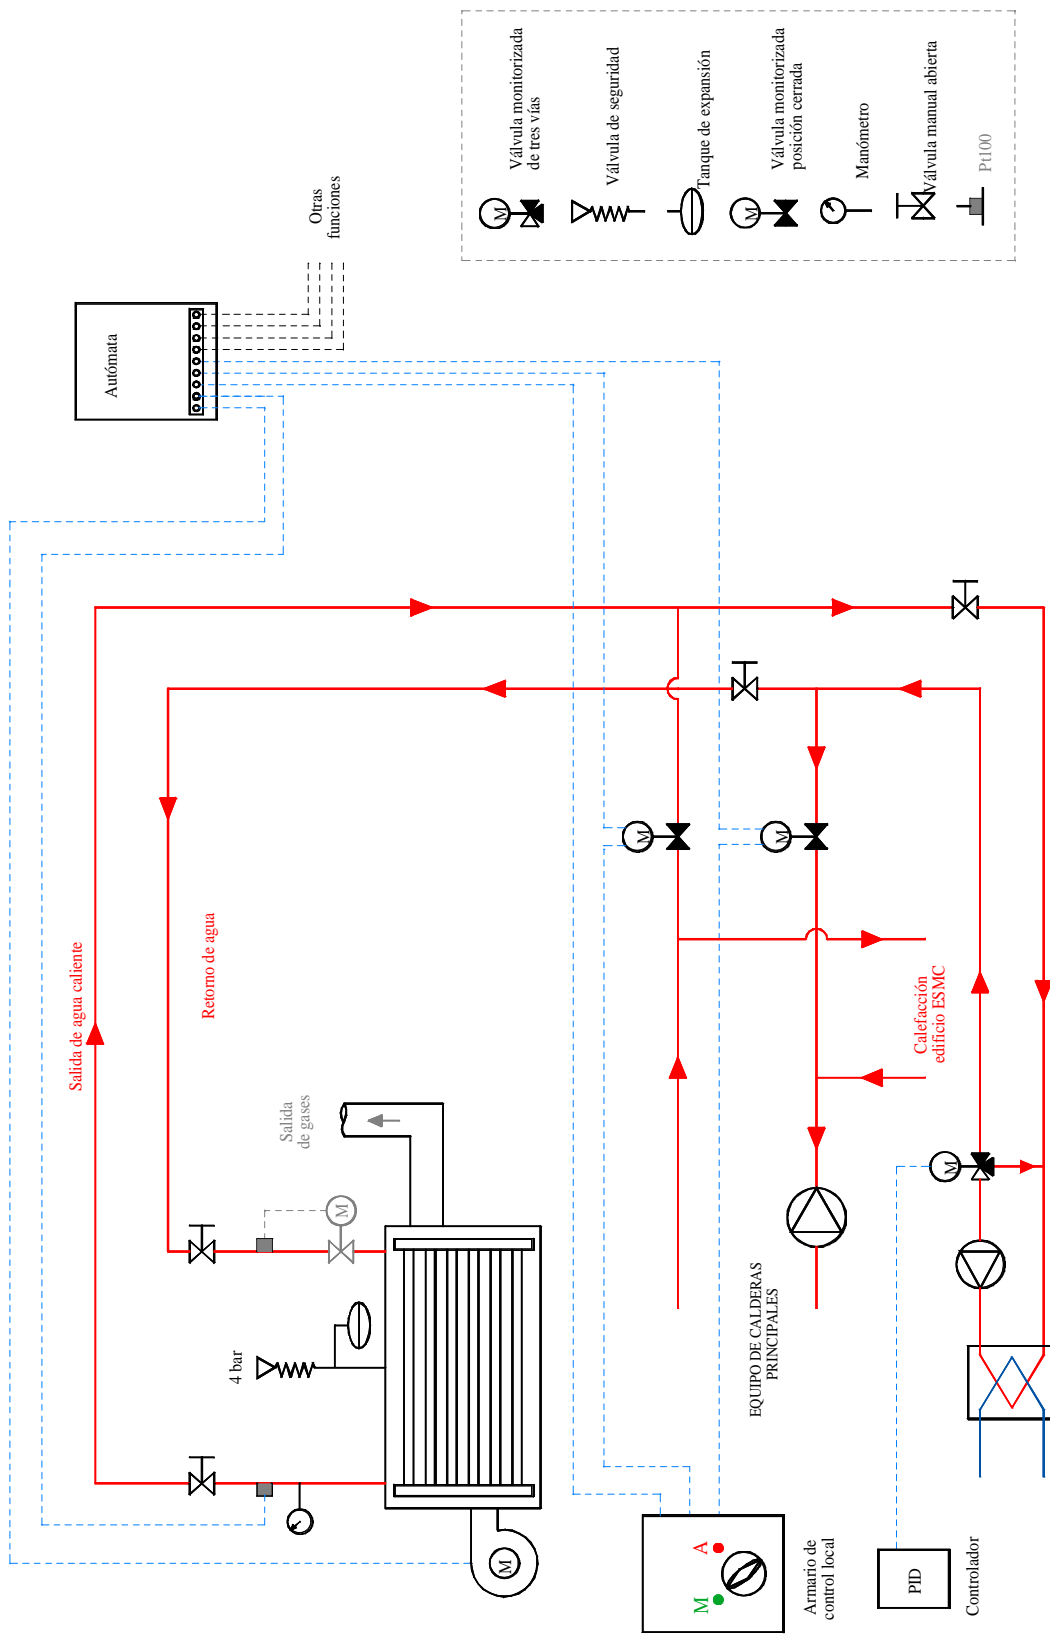 Salida de agua caliente
Retorno de agua
Autómata
Otras
funciones
4 bar
Salida
de gases
M
M
Válvula monitorizada
de tres vías
M
Válvula de seguridad
Tanque de expansión
M
Válvula monitorizada
posición cerrada
Manómetro
Válvula manual abierta
Pt100
M
M
M A
Armario de
control local
EQUIPO DE CALDERAS
PRINCIPALES
Calefacción
edificio ESMC
M
PID
Controlador